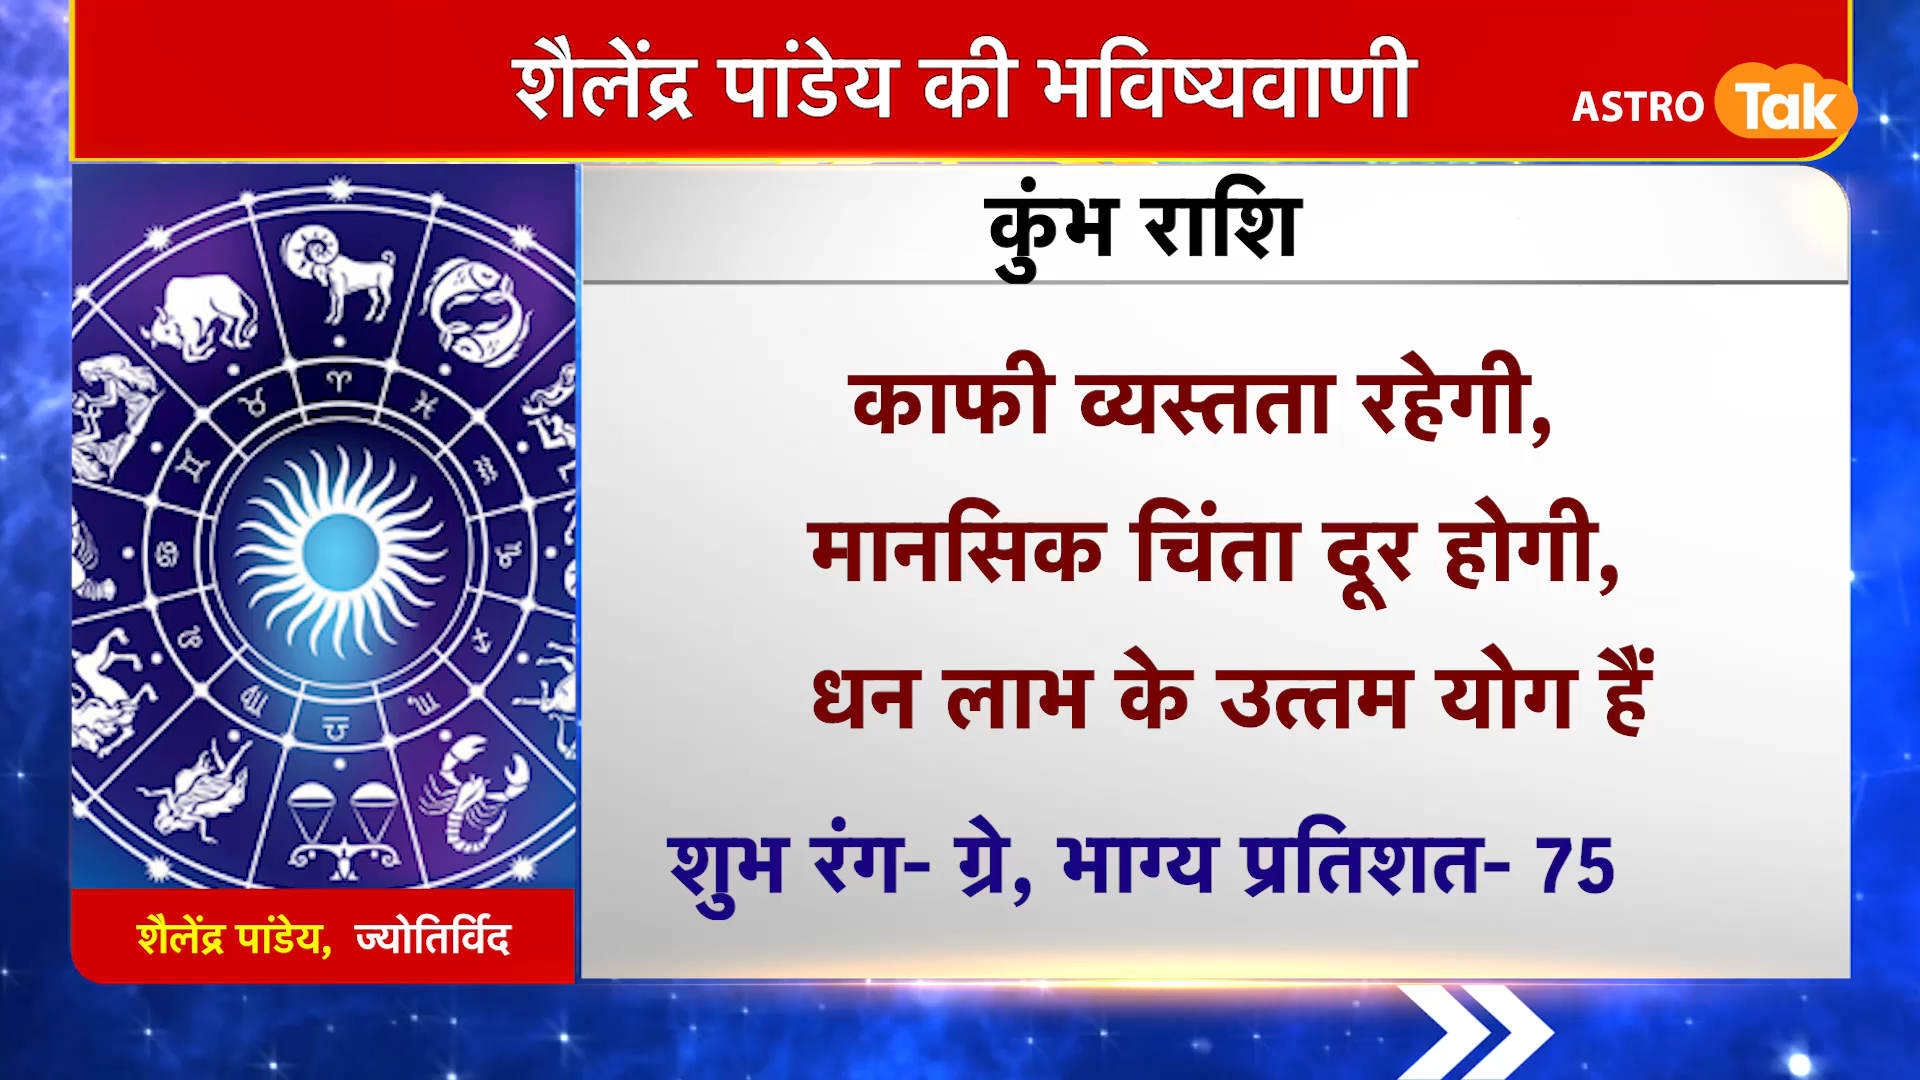 शैलेंद्र पांडेय की भविष्यवाणी
ASTRO Tak
कुंभ राशि
काफी व्यस्तता रहेगी,
मानसिक चिंता दूर होगी,
धन लाभ के उत्तम योग हैं
शुभ रंग- ग्रे, भाग्य प्रतिशत- 75
शैलेंद्र पांडेय, ज्योतिर्विद